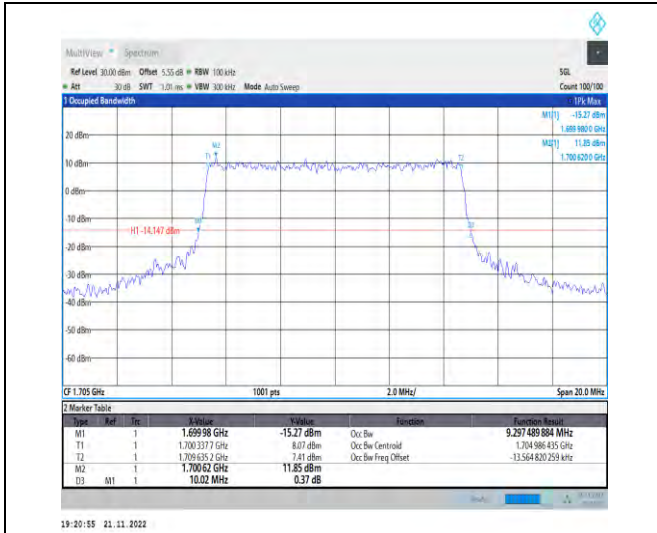 MultiView Spectrum
Ref Level 30.00 dBm Offset 5.55 dB RBW 100 kHz SGL
Att 30 dB SWT 1.01 ms VBW 300 kHz Mode Auto Sweep Count 100/100
1 Occupied Bandwidth 1Pk Max
M1[1] -15.27 dBm
1.699 980 0 GHz
M2[1] 11.85 dBm
1.700 620 0 GHz
20 dBm
M2
T1 T2
10 dBm
0 dBm
-10 dBm
H1 -14.147 dBm
-20 dBm
-30 dBm
-40 dBm
-50 dBm
-60 dBm
CF 1.705 GHz 1001 pts 2.0 MHz/ Span 20.0 MHz
2 Marker Table
Type Ref Trc X-Value Y-Value Function Function Result
M1 1 1.699 98 GHz -15.27 dBm Occ Bw 9.297 489 884 MHz
T1 1 1.700 337 7 GHz 8.07 dBm Occ Bw Centroid 1.704 986 435 GHz
T2 1 1.709 635 2 GHz 7.41 dBm Occ Bw Freq Offset -13.564 820 259 kHz
M2 1 1.700 62 GHz 11.85 dBm
D3 M1 1 10.02 MHz 0.37 dB
19:20:55 21.11.2022